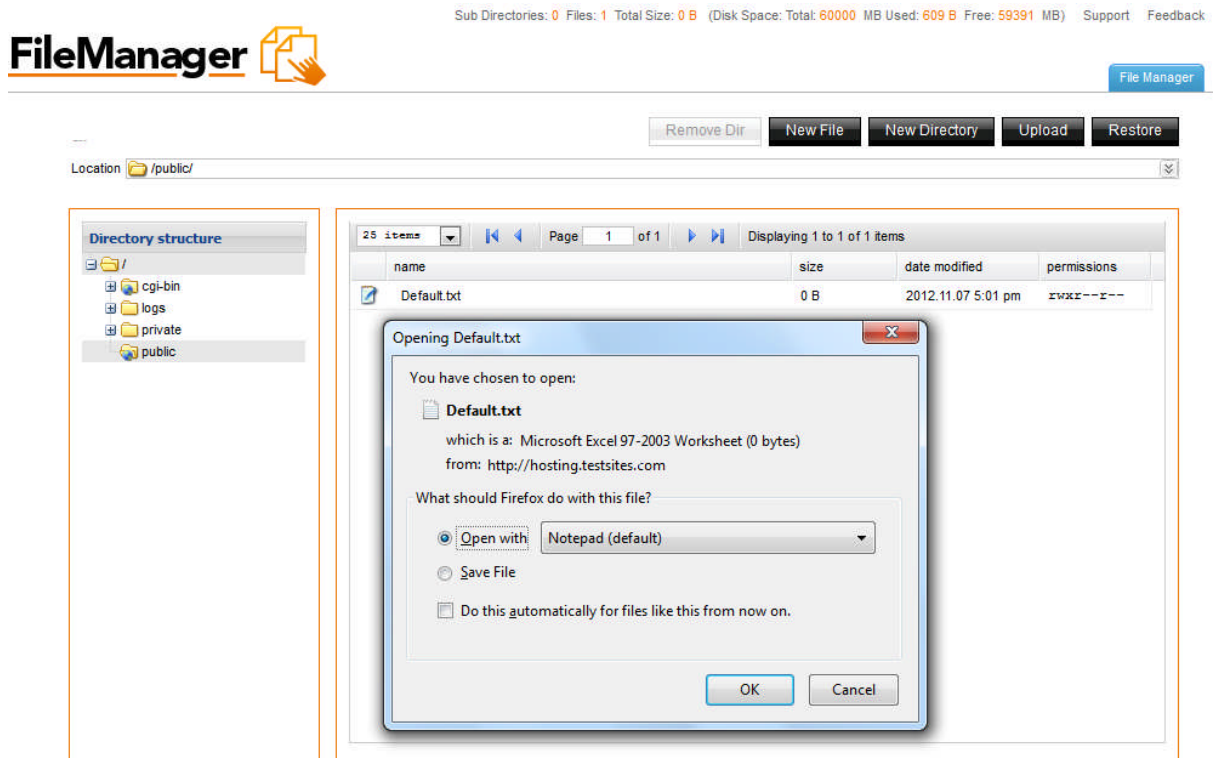 Sub Directories: 0 Files: 1 Total Size: 0 B (Disk Space: Total: 60000 MB Used: 609 B Free: 59391 MB) Support Feedback
FileManager
File Manager
Remove Dir New File New Directory Upload Restore
Location /public/
Directory structure
/
cgi-bin
logs
private
public
25 items Page 1 of 1 Displaying 1 to 1 of 1 items
name size date modified permissions
Default.txt 0 B 2012.11.07 5:01 pm rwxr--r--
Opening Default.txt
You have chosen to open:
Default.txt
which is a: Microsoft Excel 97-2003 Worksheet (0 bytes)
from: http://hosting.testsites.com
What should Firefox do with this file?
Open with Notepad (default)
Save File
Do this automatically for files like this from now on.
OK Cancel